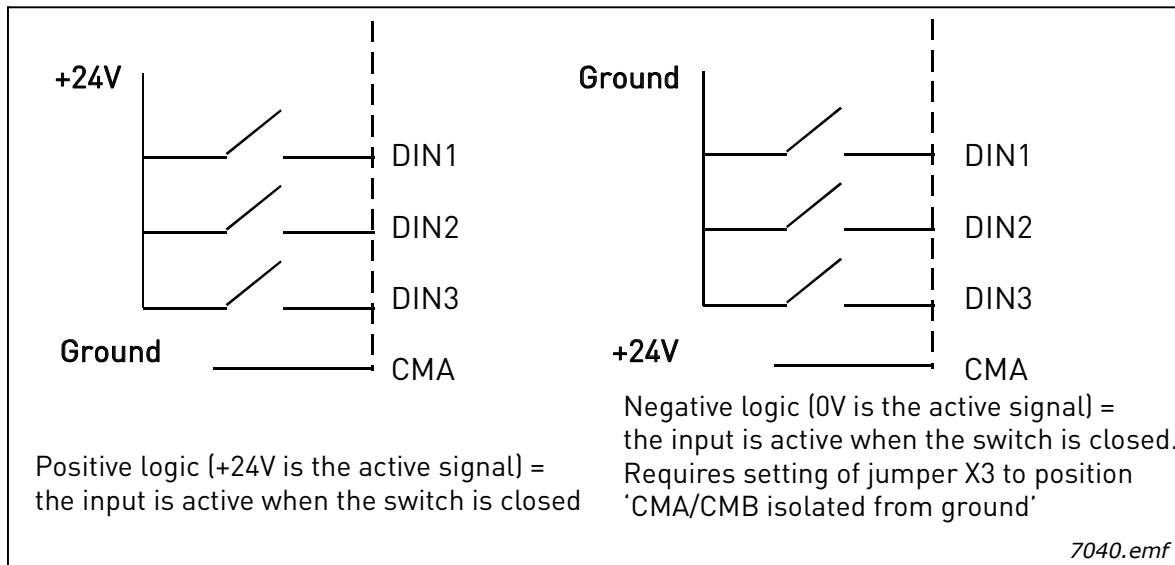 +24V
DIN1
DIN2
DIN3
Ground
CMA
Positive logic (+24V is the active signal) =
the input is active when the switch is closed
Ground
DIN1
DIN2
DIN3
+24V
CMA
Negative logic (0V is the active signal) =
the input is active when the switch is closed.
Requires setting of jumper X3 to position
‘CMA/CMB isolated from ground’
7040.emf